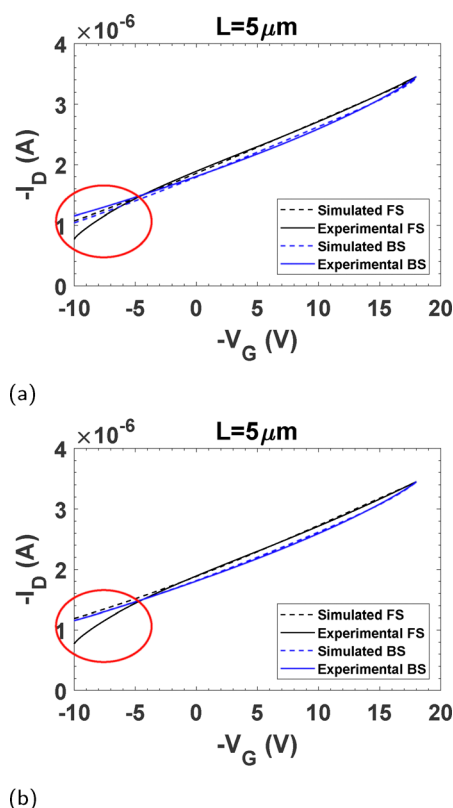 ×10⁻⁶
L=5μm
4
3
2
1
0
-I_D (A)
-10 -5 0 5 10 15 20
-V_G (V)
Simulated FS
Experimental FS
Simulated BS
Experimental BS
(a)
×10⁻⁶
L=5μm
4
3
2
1
0
-I_D (A)
-10 -5 0 5 10 15 20
-V_G (V)
Simulated FS
Experimental FS
Simulated BS
Experimental BS
(b)